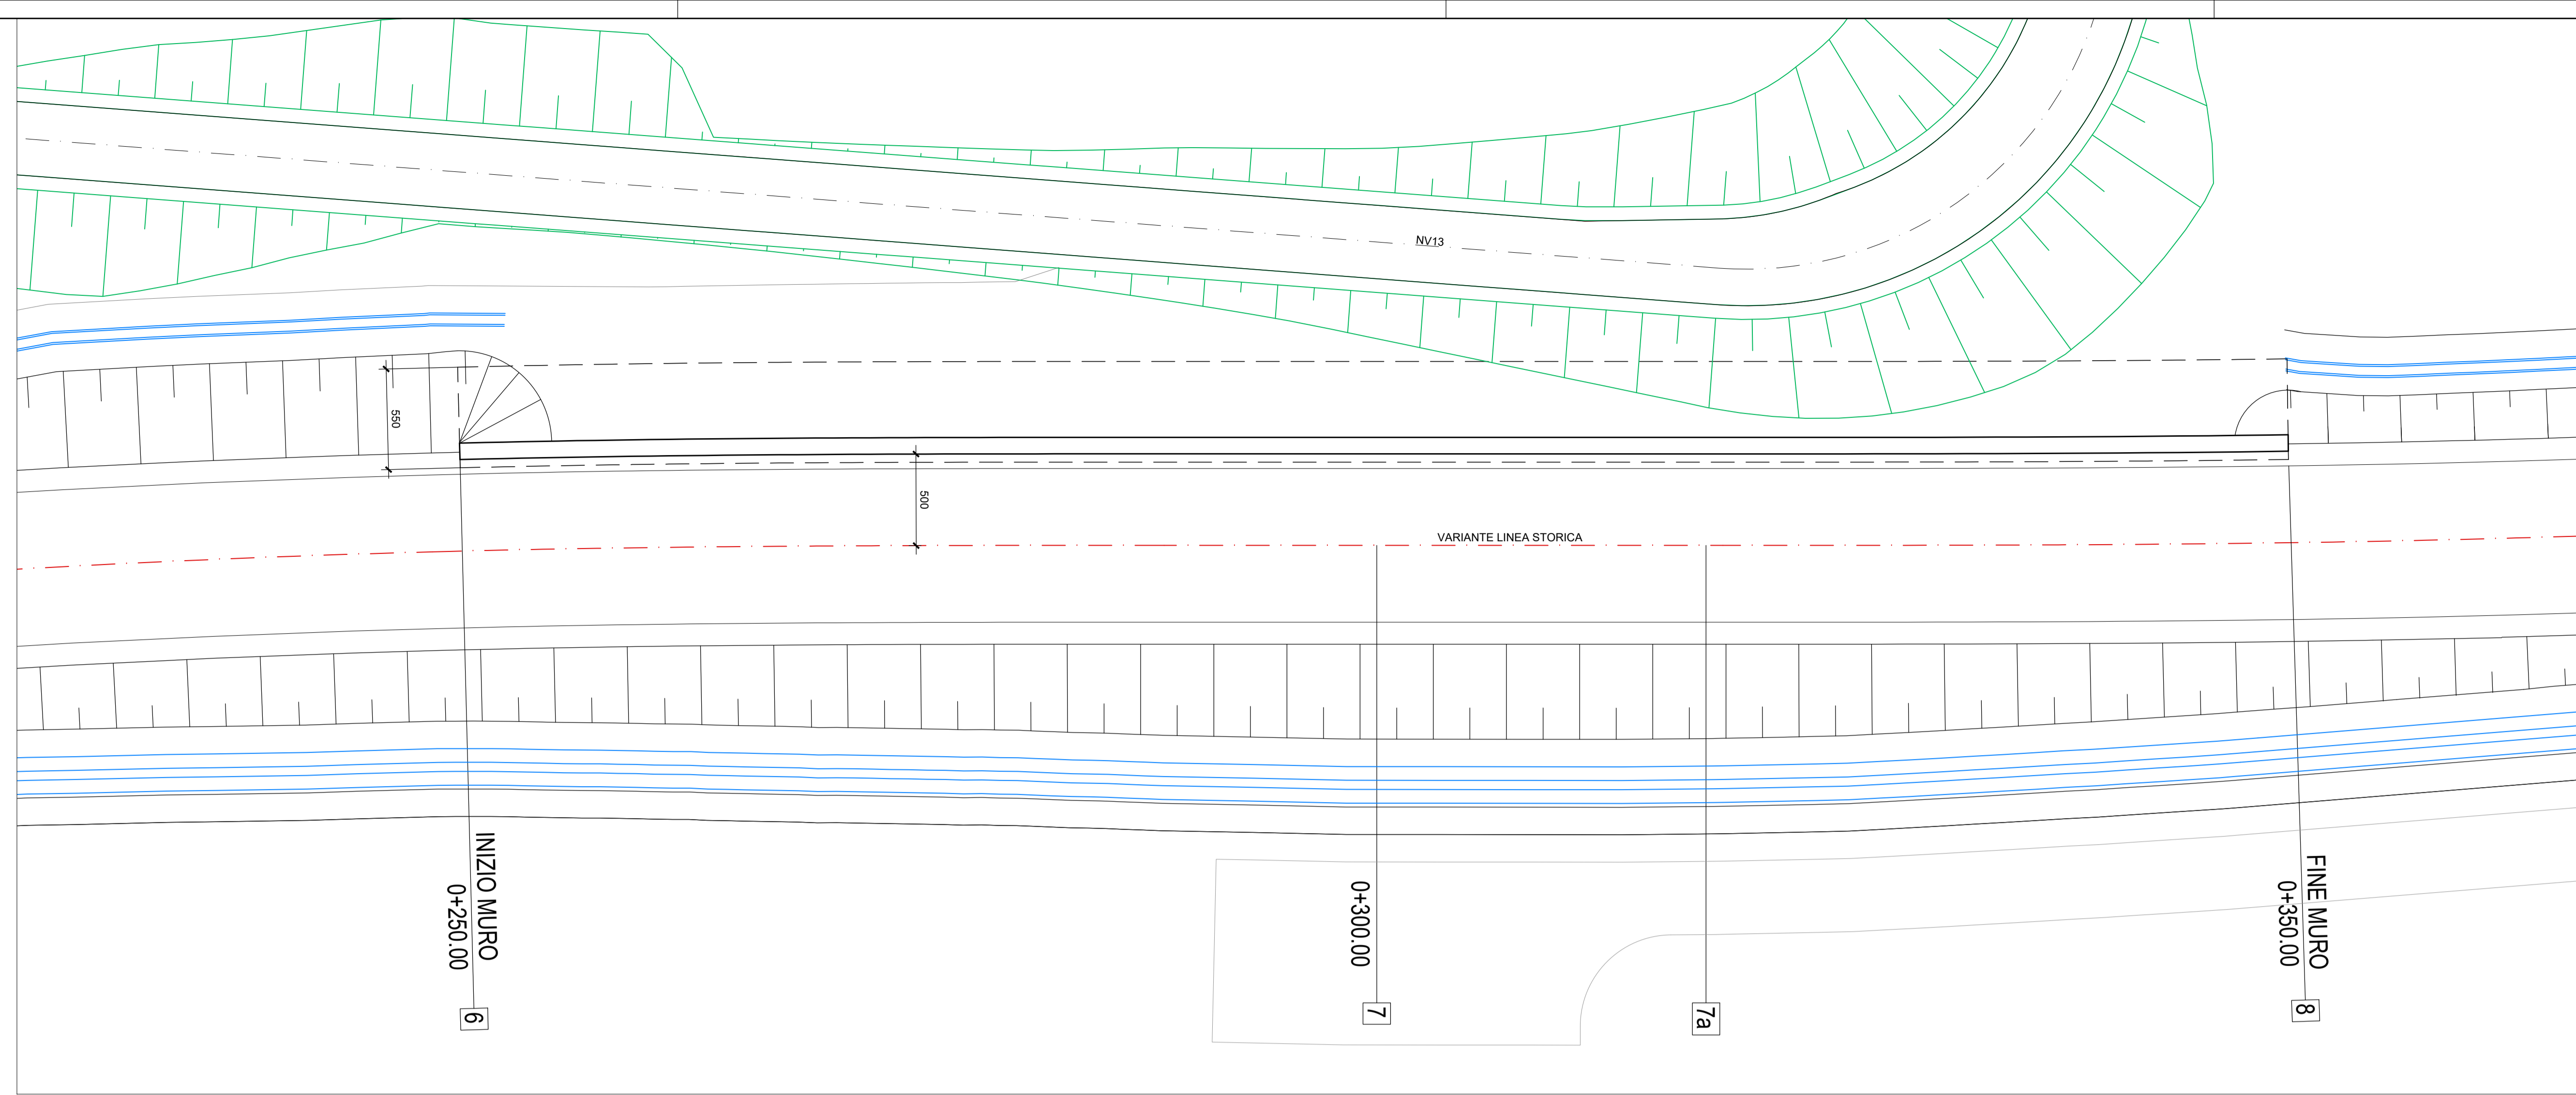 NV13
550
500
VARIANTE LINEA STORICA
INIZIO MURO
0+250.00
6
0+300.00
7
7a
FINE MURO
0+350.00
8